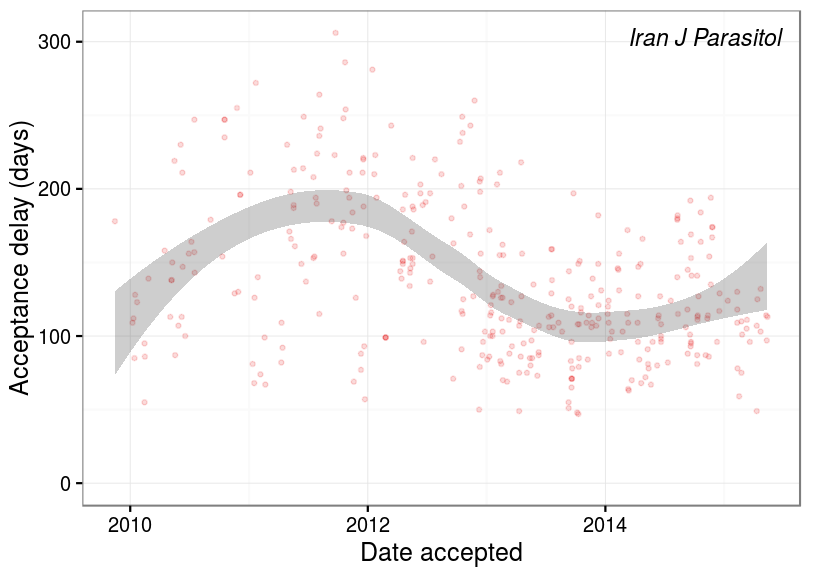 Iran J Parasitol
Acceptance delay (days)
300
200
100
0
2010 2012 2014
Date accepted